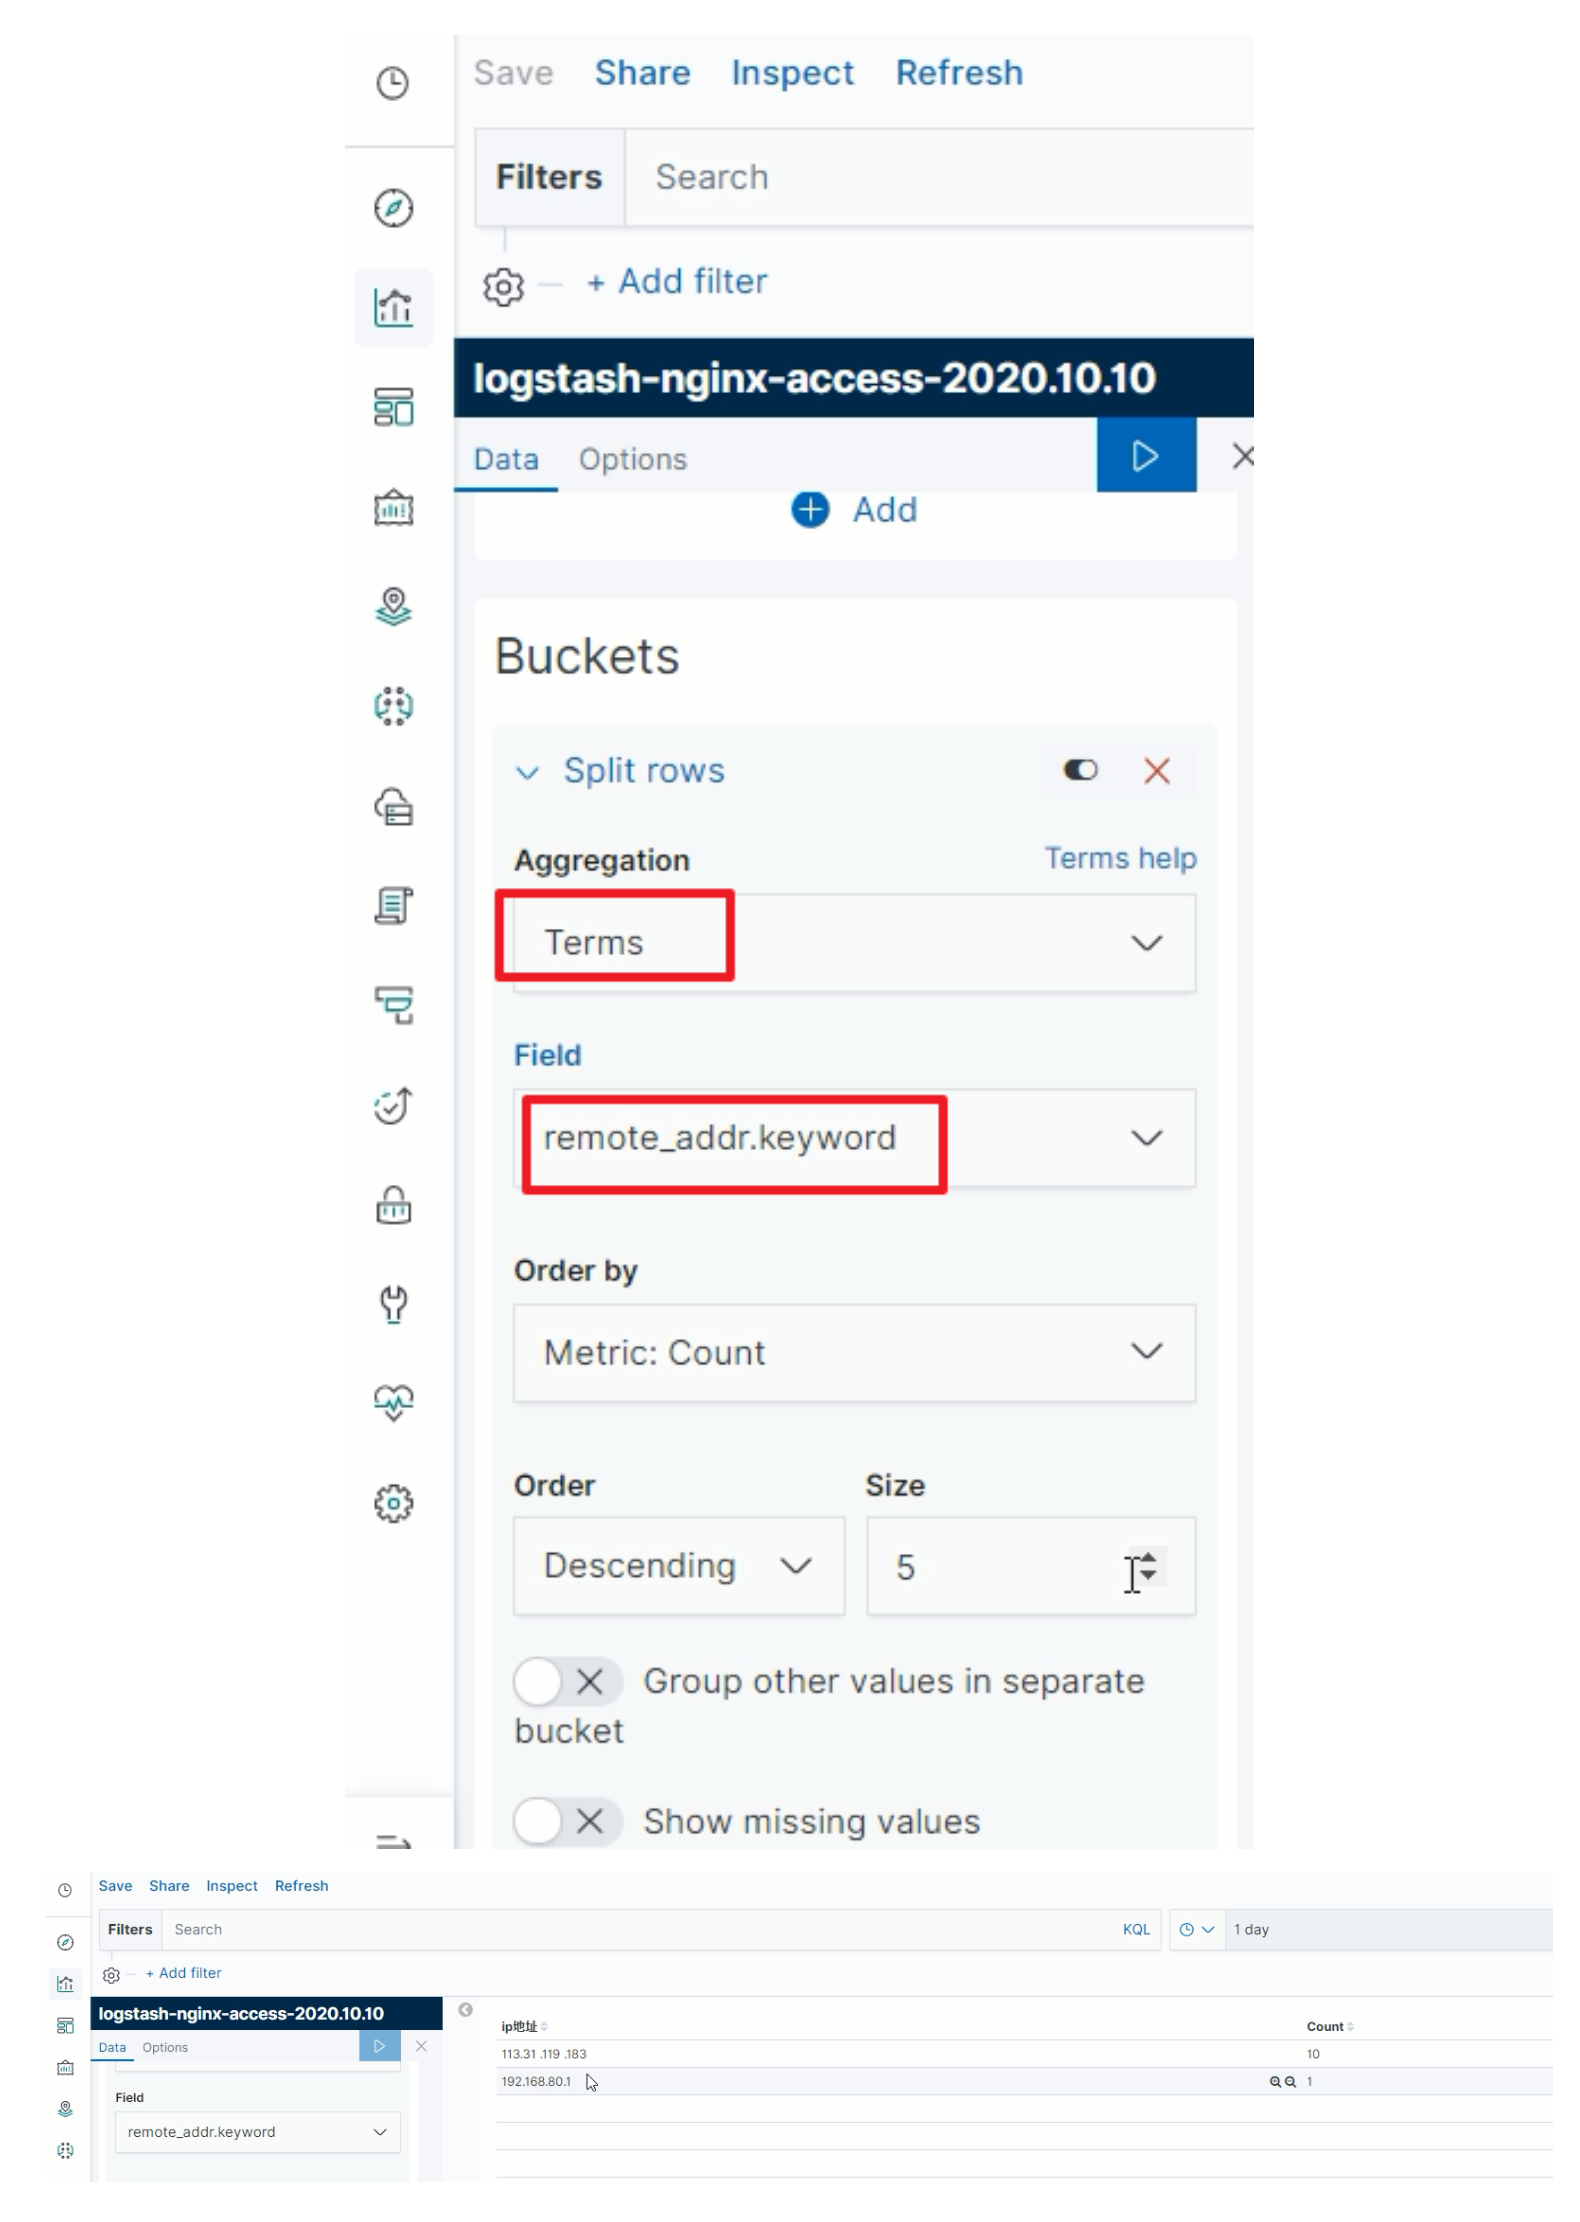 Save Share Inspect Refresh
Filters Search
+ Add filter
logstash-nginx-access-2020.10.10
Data Options
Add
Buckets
Split rows
Aggregation Terms help
Terms
Field
remote_addr.keyword
Order by
Metric: Count
Order Size
Descending 5
Group other values in separate
bucket
Show missing values
Save Share Inspect Refresh
Filters Search KQL 1 day
+ Add filter
logstash-nginx-access-2020.10.10
Data Options
Field
remote_addr.keyword
ip地址 Count
113.31.119.183 10
192.168.80.1 1